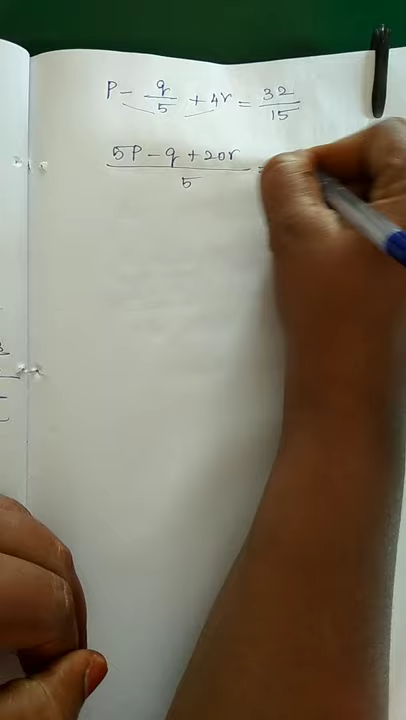 P - q/5 + 4r = 32/15
5P - q + 20r / 5 =